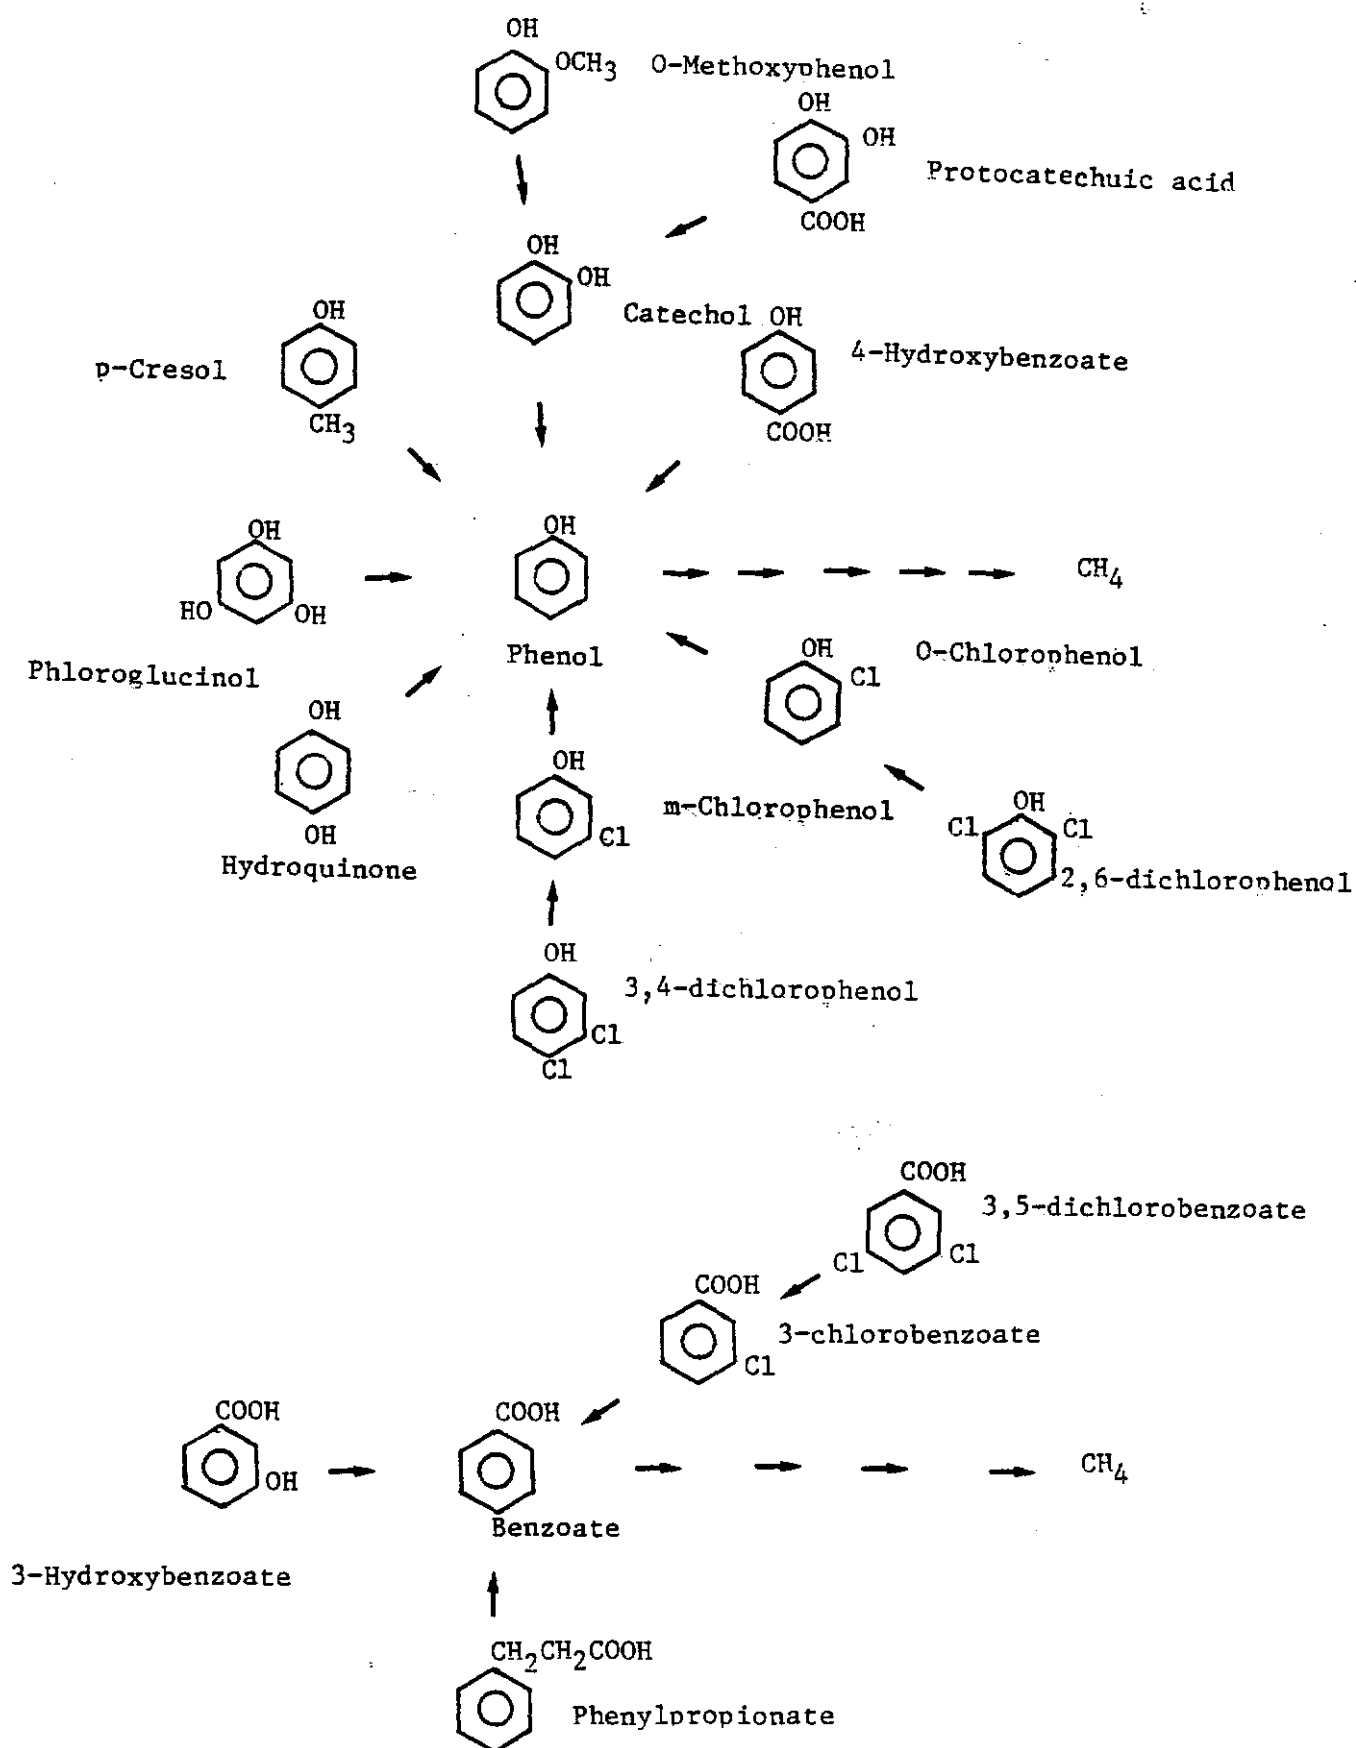 OH
OCH3 O-Methoxyphenol
OH
OH
Protocatechuic acid
COOH
OH
OH
Catechol
OH
4-Hydroxybenzoate
COOH
OH
p-Cresol
CH3
OH
HO
OH
Phloroglucinol
OH
Phenol
CH4
OH
Cl
O-Chlorophenol
OH
OH
Hydroquinone
OH
Cl
m-Chlorophenol
OH
Cl
Cl
2,6-dichlorophenol
OH
3,4-dichlorophenol
Cl
Cl
COOH
3,5-dichlorobenzoate
Cl
Cl
COOH
3-chlorobenzoate
Cl
COOH
OH
3-Hydroxybenzoate
COOH
Benzoate
CH4
CH2CH2COOH
Phenylpropionate